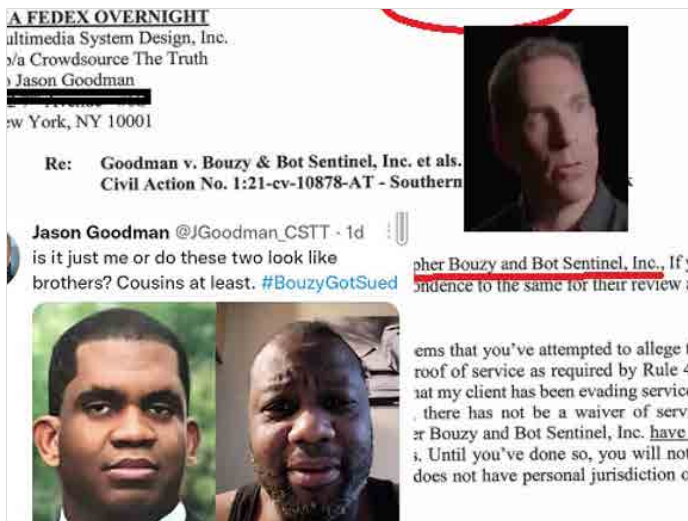 A FEDEX OVERNIGHT
ultimedia System Design, Inc.
/a Crowdsource The Truth
Jason Goodman
ew York, NY 10001
Re: Goodman v. Bouzy & Bot Sentinel, Inc. et als.
Civil Action No. 1:21-cv-10878-AT - Southern
Jason Goodman @JGoodman_CSTT · 1d
is it just me or do these two look like
brothers? Cousins at least. #BouzyGotSued
pher Bouzy and Bot Sentinel, Inc., If
ondence to the same for their review
ems that you've attempted to allege
roof of service as required by Rule 4
at my client has been evading service
there has not be a waiver of serv
er Bouzy and Bot Sentinel, Inc. have
s. Until you've done so, you will not
does not have personal jurisdiction